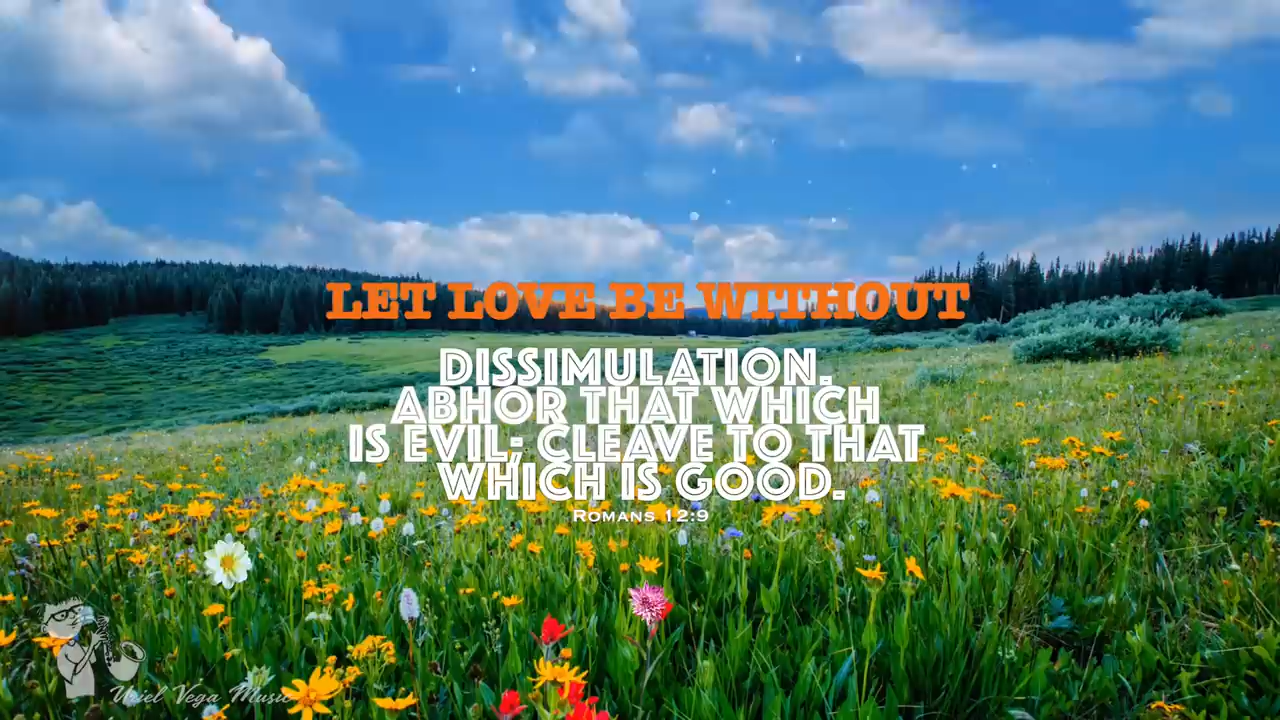 LET LOVE BE WITHOUT
DISSIMULATION.
ABHOR THAT WHICH
IS EVIL; CLEAVE TO THAT
WHICH IS GOOD.
Romans 12:9
Uriel Vega Music